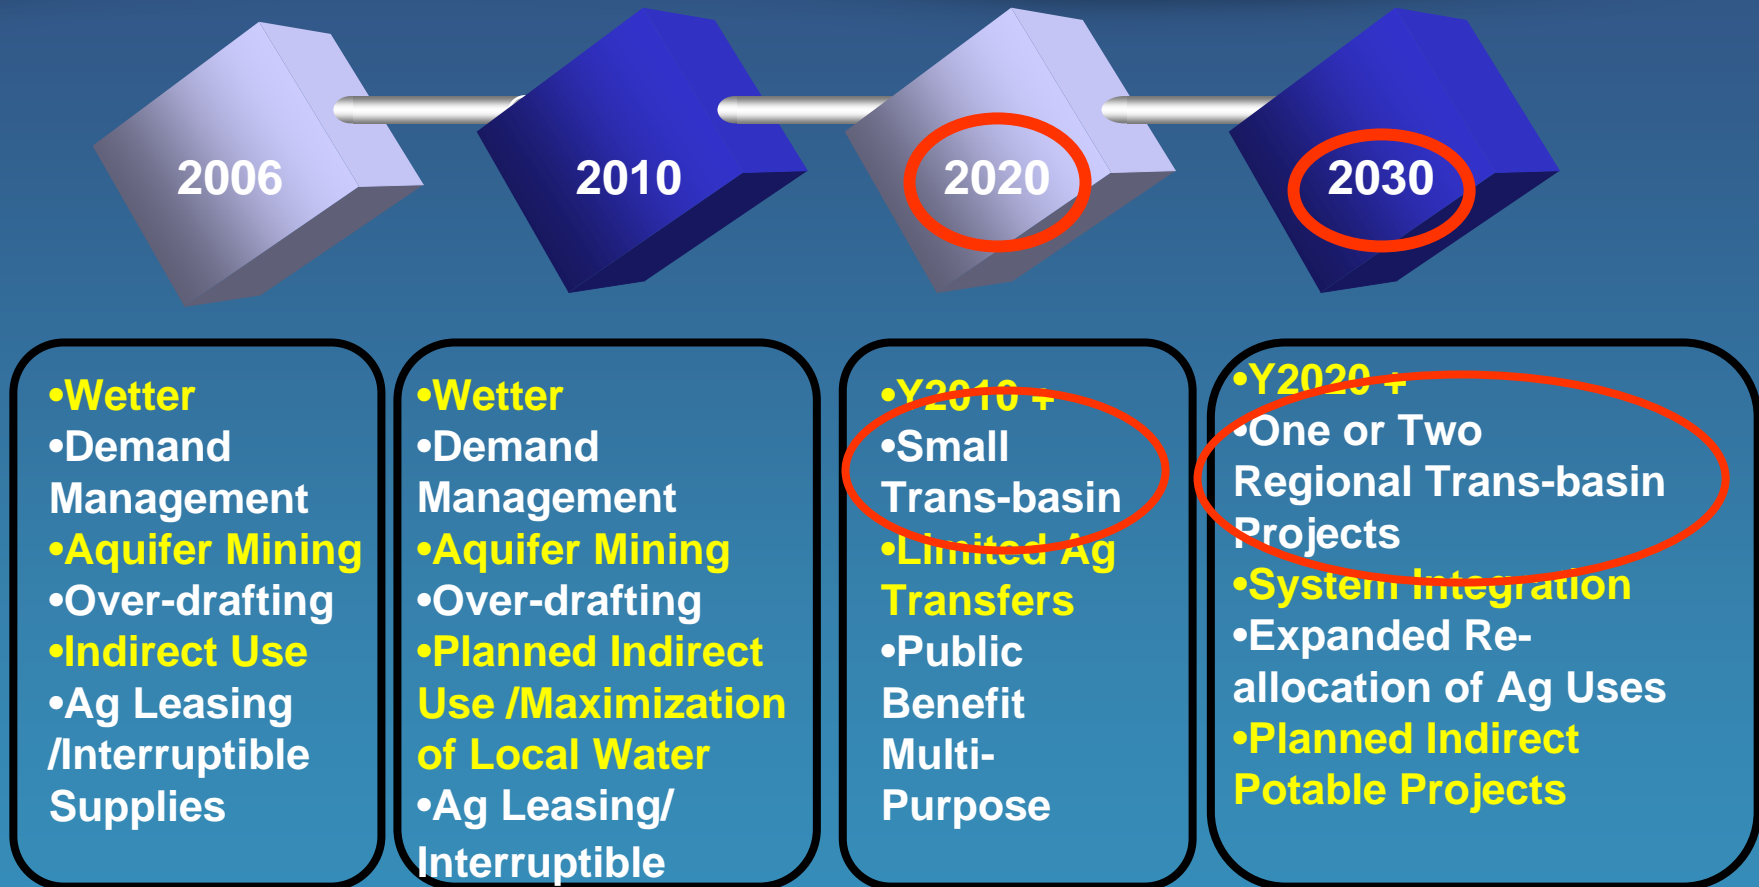 2006
2010
2020
2030
•Wetter
•Demand
Management
•Aquifer Mining
•Over-drafting
•Indirect Use
•Ag Leasing
/Interruptible
Supplies
•Wetter
•Demand
Management
•Aquifer Mining
•Over-drafting
•Planned Indirect
Use /Maximization
of Local Water
•Ag Leasing/
Interruptible
•Y2010 +
•Small
Trans-basin
•Limited Ag
Transfers
•Public
Benefit
Multi-
Purpose
•Y2020 +
•One or Two
Regional Trans-basin
Projects
•System Integration
•Expanded Re-
allocation of Ag Uses
•Planned Indirect
Potable Projects